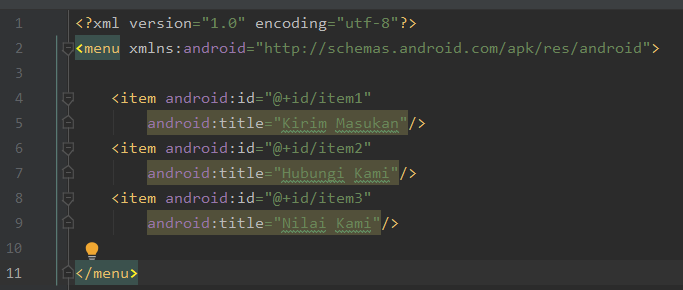 1 <?xml version="1.0" encoding="utf-8"?>
2 <menu xmlns:android="http://schemas.android.com/apk/res/android">
3
4 <item android:id="@+id/item1"
5 android:title="Kirim Masukan"/>
6 <item android:id="@+id/item2"
7 android:title="Hubungi Kami"/>
8 <item android:id="@+id/item3"
9 android:title="Nilai Kami"/>
10
11 </menu>